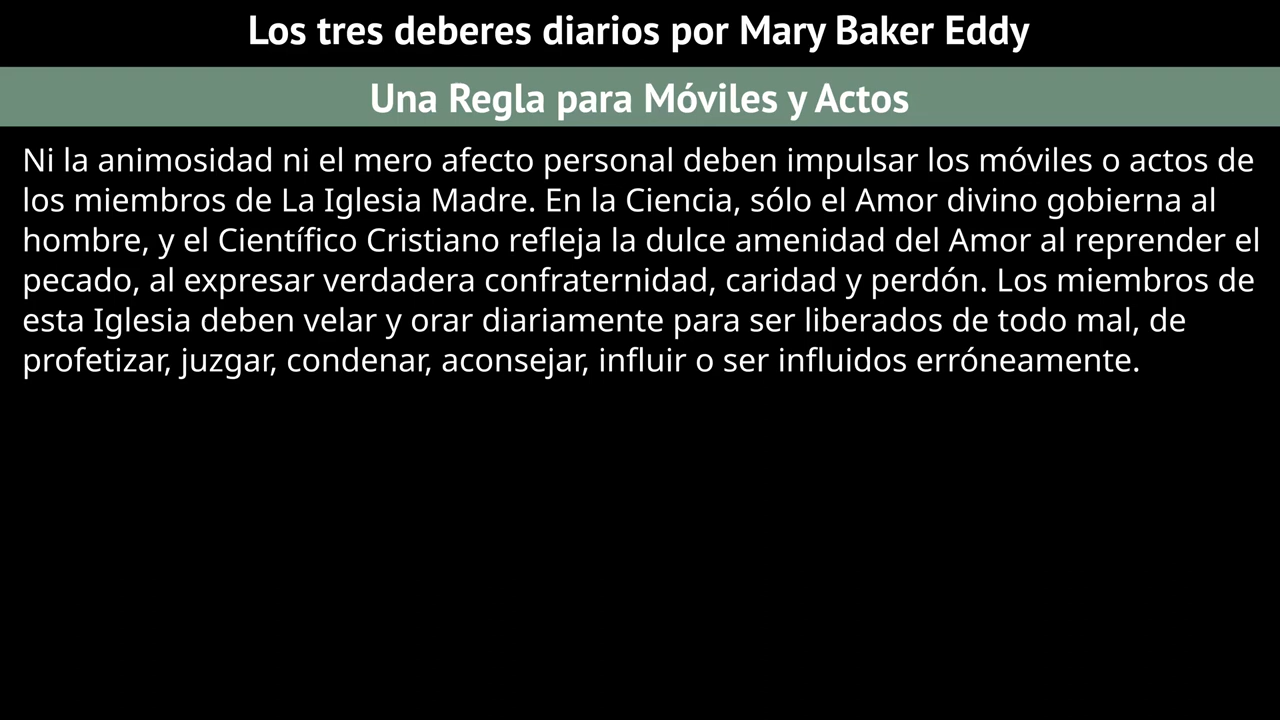 Los tres deberes diarios por Mary Baker Eddy
Una Regla para Móviles y Actos
Ni la animosidad ni el mero afecto personal deben impulsar los móviles o actos de
los miembros de La Iglesia Madre. En la Ciencia, sólo el Amor divino gobierna al
hombre, y el Científico Cristiano refleja la dulce amenidad del Amor al reprender el
pecado, al expresar verdadera confraternidad, caridad y perdón. Los miembros de
esta Iglesia deben velar y orar diariamente para ser liberados de todo mal, de
profetizar, juzgar, condenar, aconsejar, influir o ser influidos erróneamente.